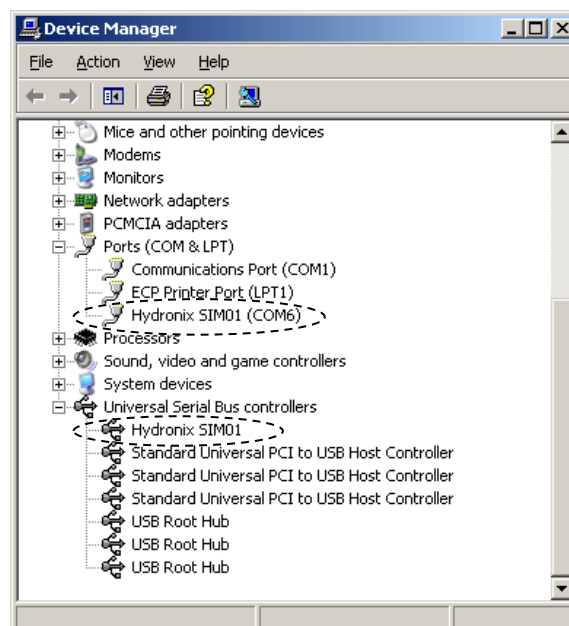 Device Manager
File Action View Help
Mice and other pointing devices
Modems
Monitors
Network adapters
PCMCIA adapters
Ports (COM & LPT)
Communications Port (COM1)
ECP Printer Port (LPT1)
Hydronix SIM01 (COM6)
Processors
Sound, video and game controllers
System devices
Universal Serial Bus controllers
Hydronix SIM01
Standard Universal PCI to USB Host Controller
Standard Universal PCI to USB Host Controller
Standard Universal PCI to USB Host Controller
USB Root Hub
USB Root Hub
USB Root Hub